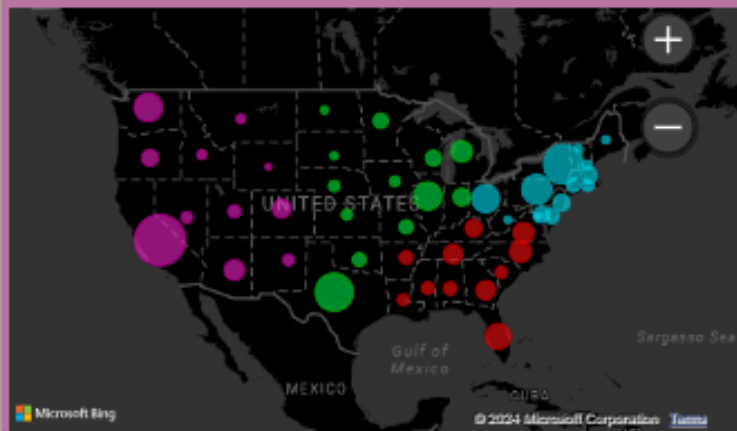 +
−
UNITED STATES
Sargasso Sea
Gulf of
Mexico
MEXICO
CUBA
Microsoft Bing
© 2024 Microsoft Corporation Terms